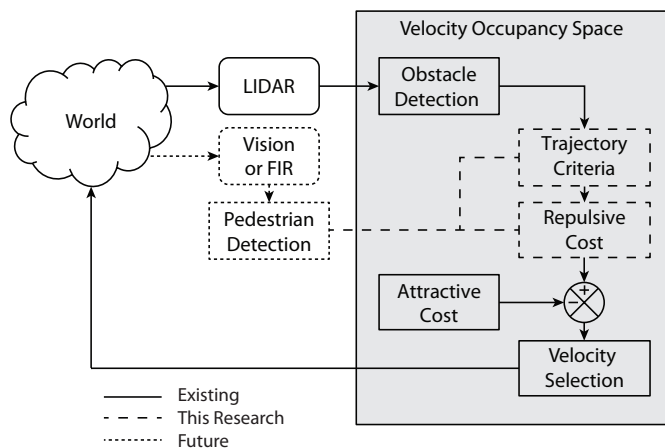 Velocity Occupancy Space
World
LIDAR
Obstacle
Detection
Vision
or FIR
Trajectory
Criteria
Pedestrian
Detection
Repulsive
Cost
Attractive
Cost
+
−
Velocity
Selection
Existing
This Research
Future